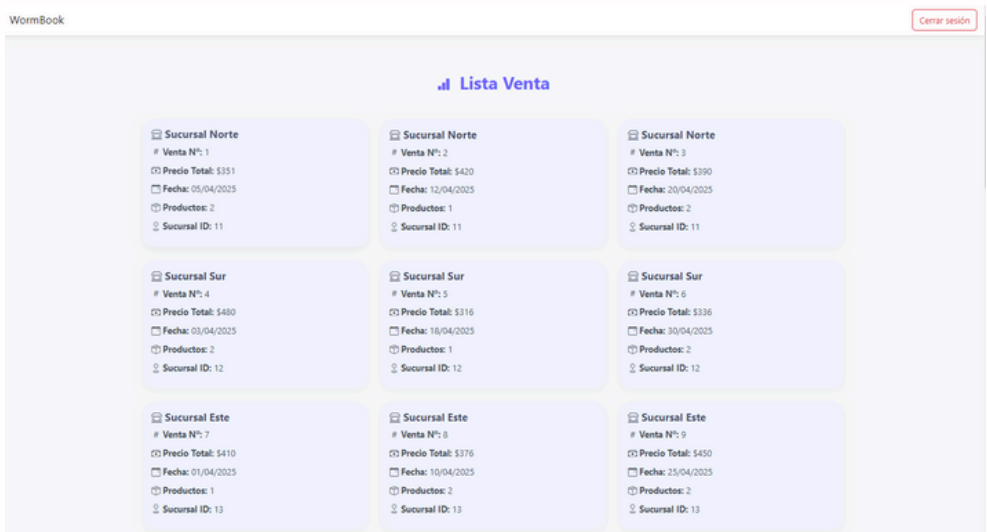 WormBook
Cerrar sesión
Lista Venta
Sucursal Norte
# Venta Nº: 1
Precio Total: $351
Fecha: 05/04/2025
Productos: 2
Sucursal ID: 11
Sucursal Norte
# Venta Nº: 2
Precio Total: $420
Fecha: 12/04/2025
Productos: 1
Sucursal ID: 11
Sucursal Norte
# Venta Nº: 3
Precio Total: $390
Fecha: 20/04/2025
Productos: 2
Sucursal ID: 11
Sucursal Sur
# Venta Nº: 4
Precio Total: $480
Fecha: 03/04/2025
Productos: 2
Sucursal ID: 12
Sucursal Sur
# Venta Nº: 5
Precio Total: $316
Fecha: 18/04/2025
Productos: 1
Sucursal ID: 12
Sucursal Sur
# Venta Nº: 6
Precio Total: $336
Fecha: 30/04/2025
Productos: 2
Sucursal ID: 12
Sucursal Este
# Venta Nº: 7
Precio Total: $410
Fecha: 01/04/2025
Productos: 1
Sucursal ID: 13
Sucursal Este
# Venta Nº: 8
Precio Total: $376
Fecha: 10/04/2025
Productos: 2
Sucursal ID: 13
Sucursal Este
# Venta Nº: 9
Precio Total: $450
Fecha: 25/04/2025
Productos: 2
Sucursal ID: 13